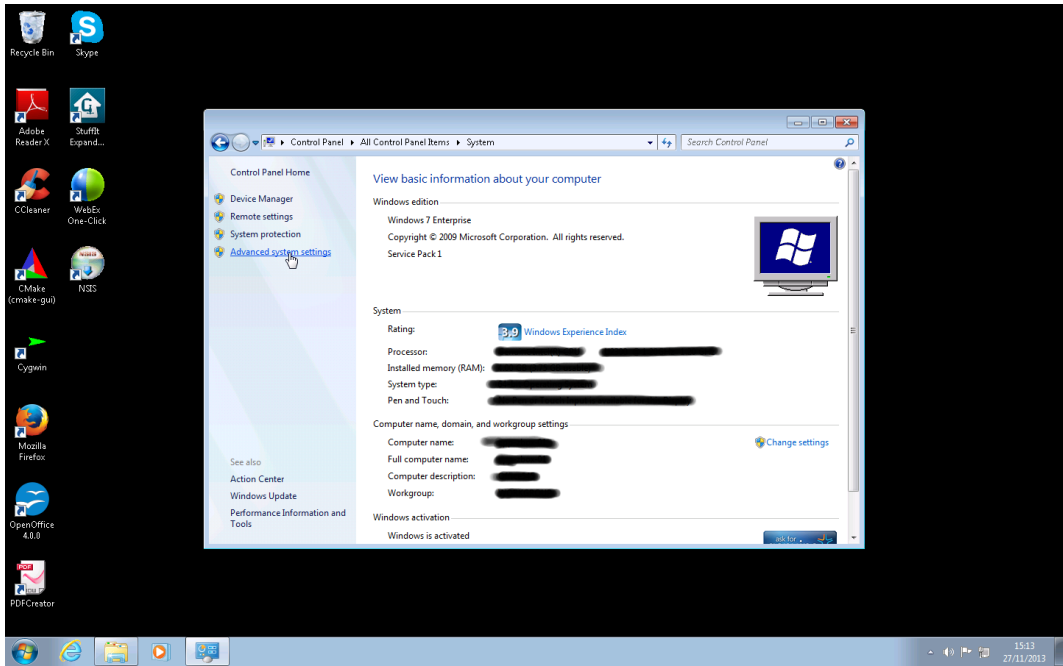 Recycle Bin
Skype
Adobe
Reader X
StuffIt
Expand...
CCleaner
WebEx
One-Click
CMake
(cmake-gui)
NSIS
Cygwin
Mozilla
Firefox
OpenOffice
4.0.0
PDF
PDFCreator
Control Panel
All Control Panel Items
System
Search Control Panel
Control Panel Home
Device Manager
Remote settings
System protection
Advanced system settings
See also
Action Center
Windows Update
Performance Information and
Tools
View basic information about your computer
Windows edition
Windows 7 Enterprise
Copyright © 2009 Microsoft Corporation. All rights reserved.
Service Pack 1
System
Rating:
3,9 Windows Experience Index
Processor:
Installed memory (RAM):
System type:
Pen and Touch:
Computer name, domain, and workgroup settings
Computer name:
Change settings
Full computer name:
Computer description:
Workgroup:
Windows activation
Windows is activated
ask for
15:13
27/11/2013